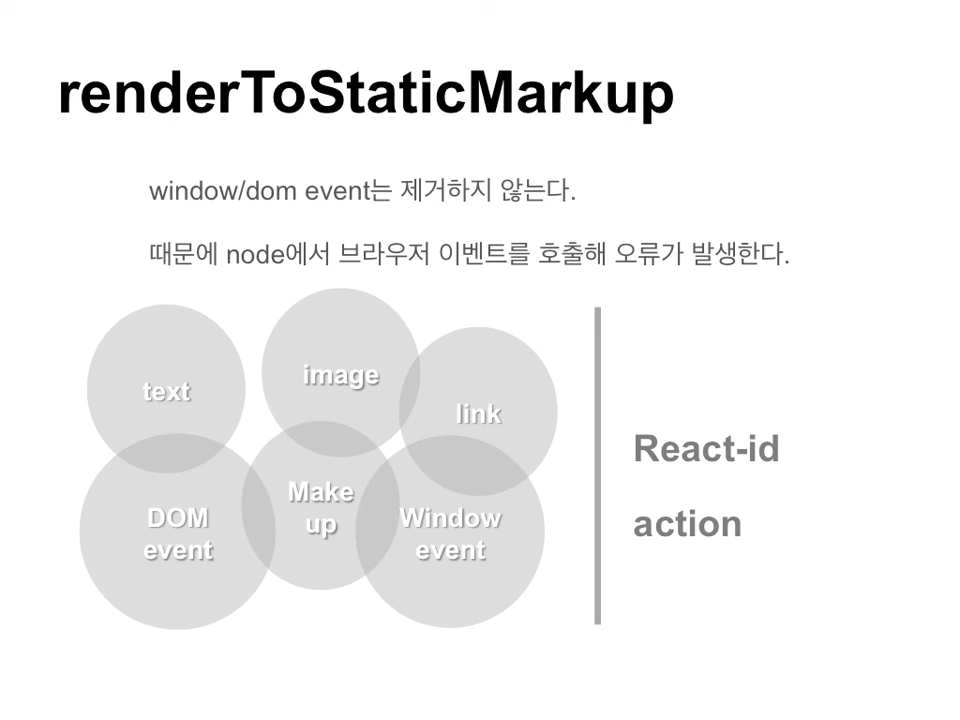 renderToStaticMarkup
window/dom event는 제거하지 않는다.
때문에 node에서 브라우저 이벤트를 호출해 오류가 발생한다.
text
image
link
DOM
event
Make
up
Window
event
React-id
action